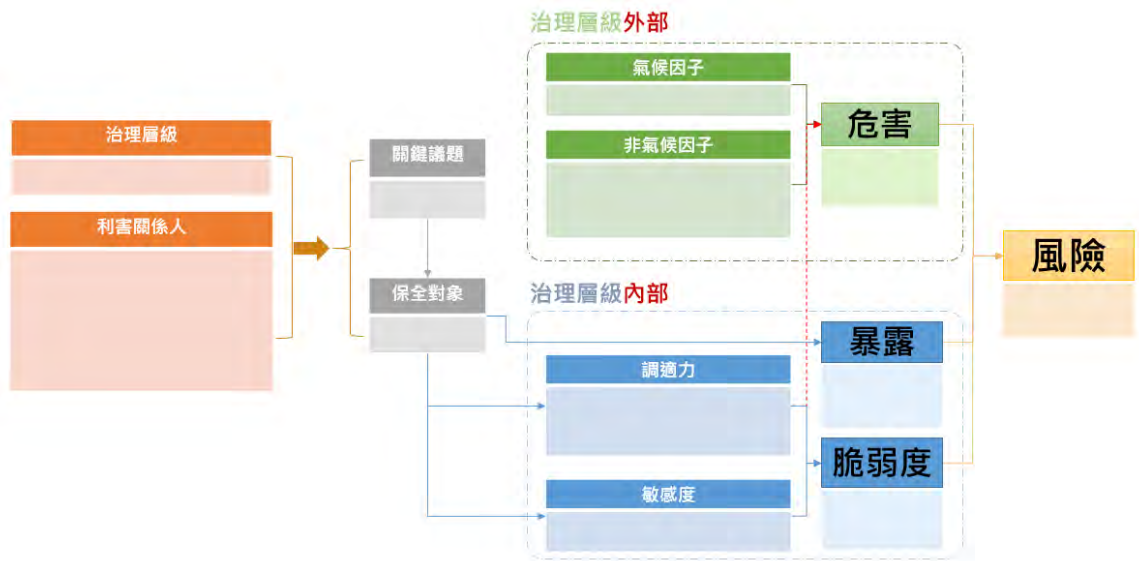 治理層級
利害關係人
關鍵議題
保全對象
治理層級外部
氣候因子
非氣候因子
危害
治理層級內部
調適力
敏感度
暴露
脆弱度
風險